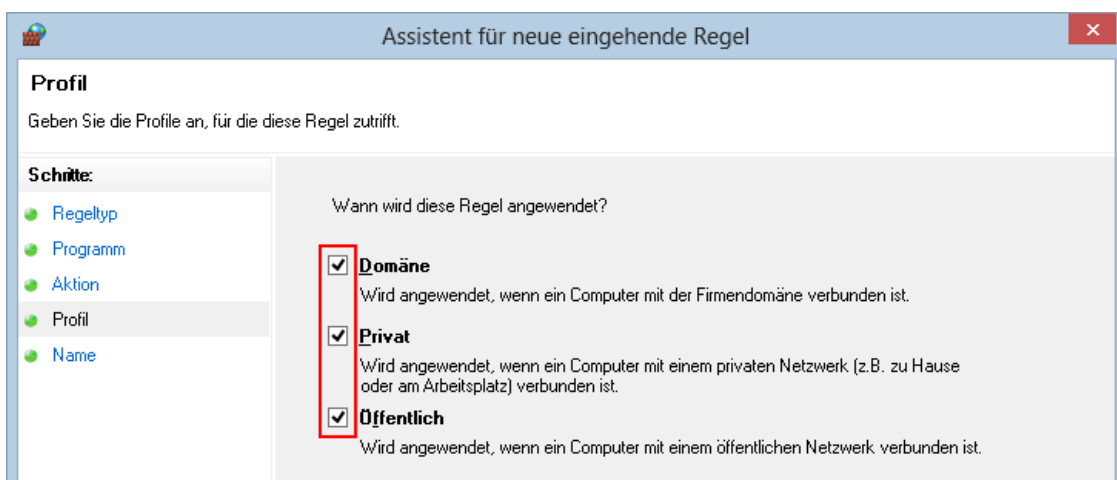 Assistent für neue eingehende Regel
Profil
Geben Sie die Profile an, für die diese Regel zutrifft.
Schritte:
Regeltyp
Programm
Aktion
Profil
Name
Wann wird diese Regel angewendet?
Domäne
Wird angewendet, wenn ein Computer mit der Firmendomäne verbunden ist.
Privat
Wird angewendet, wenn ein Computer mit einem privaten Netzwerk (z.B. zu Hause
oder am Arbeitsplatz) verbunden ist.
Öffentlich
Wird angewendet, wenn ein Computer mit einem öffentlichen Netzwerk verbunden ist.